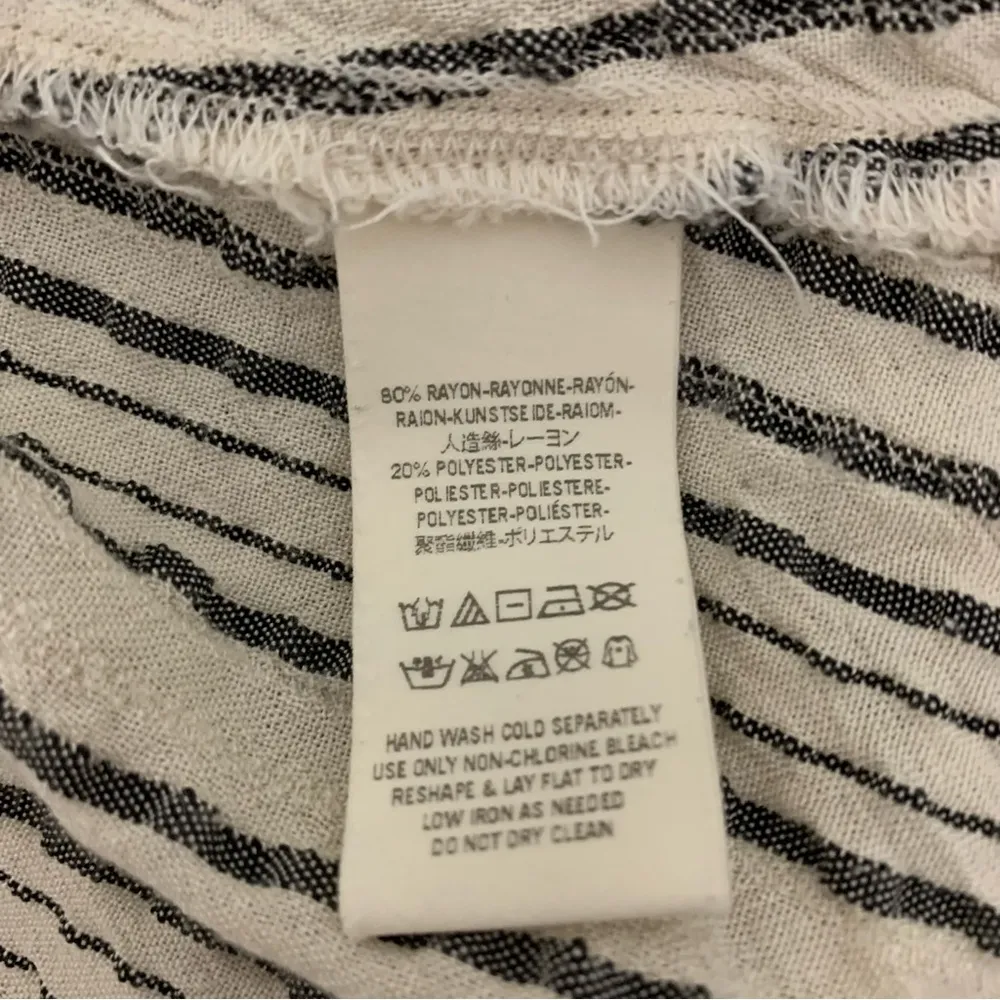 80% RAYON-RAYONNE-RAYÓN-
RAION-KUNSTSEIDE-RAIOM-
人造絲-レーヨン
20% POLYESTER-POLYESTER-
POLIESTER-POLIESTERE-
POLYESTER-POLIÉSTER-
聚酯纖維-ポリエステル
HAND WASH COLD SEPARATELY
USE ONLY NON-CHLORINE BLEACH
RESHAPE & LAY FLAT TO DRY
LOW IRON AS NEEDED
DO NOT DRY CLEAN